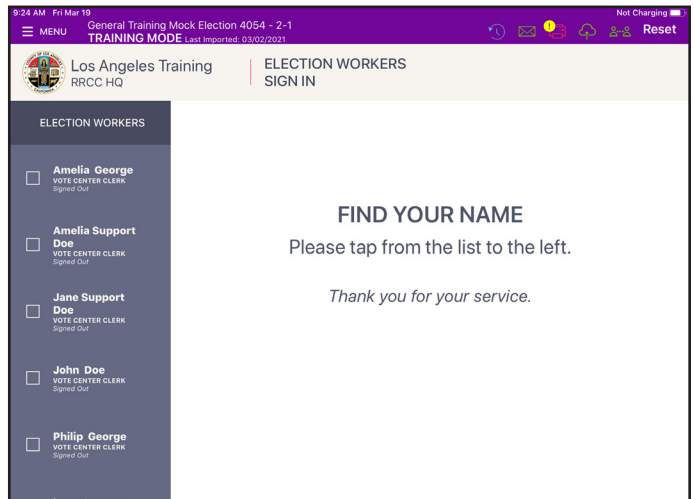 9:24 AM Fri Mar 19
Not Charging
MENU
General Training Mock Election 4054 - 2-1
TRAINING MODE Last Imported: 03/02/2021
!
Reset
Los Angeles Training
RRCC HQ
ELECTION WORKERS
SIGN IN
ELECTION WORKERS
Amelia George
VOTE CENTER CLERK
Signed Out
Amelia Support
Doe
VOTE CENTER CLERK
Signed Out
Jane Support
Doe
VOTE CENTER CLERK
Signed Out
John Doe
VOTE CENTER CLERK
Signed Out
Philip George
VOTE CENTER CLERK
Signed Out
FIND YOUR NAME
Please tap from the list to the left.
Thank you for your service.